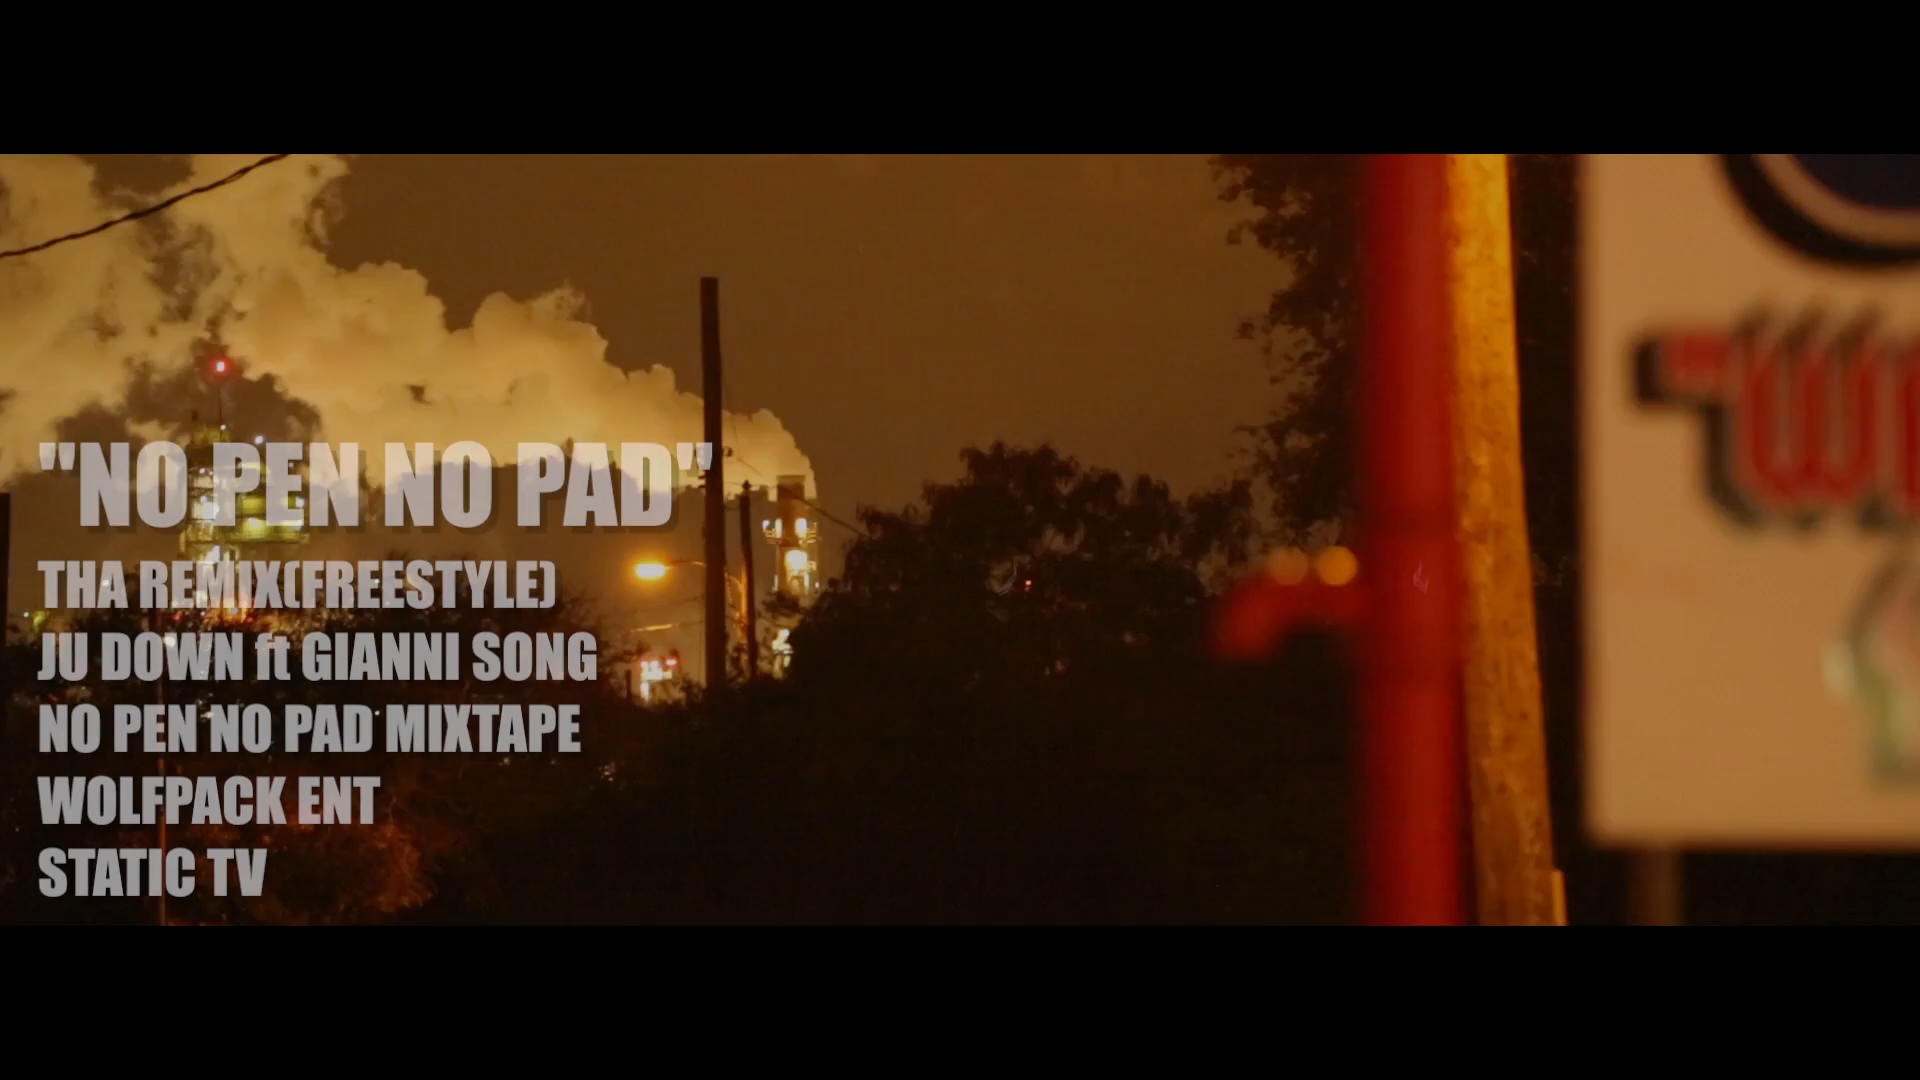 "NO PEN NO PAD"
THA REMIX(FREESTYLE)
JU DOWN ft GIANNI SONG
NO PEN NO PAD MIXTAPE
WOLFPACK ENT
STATIC TV